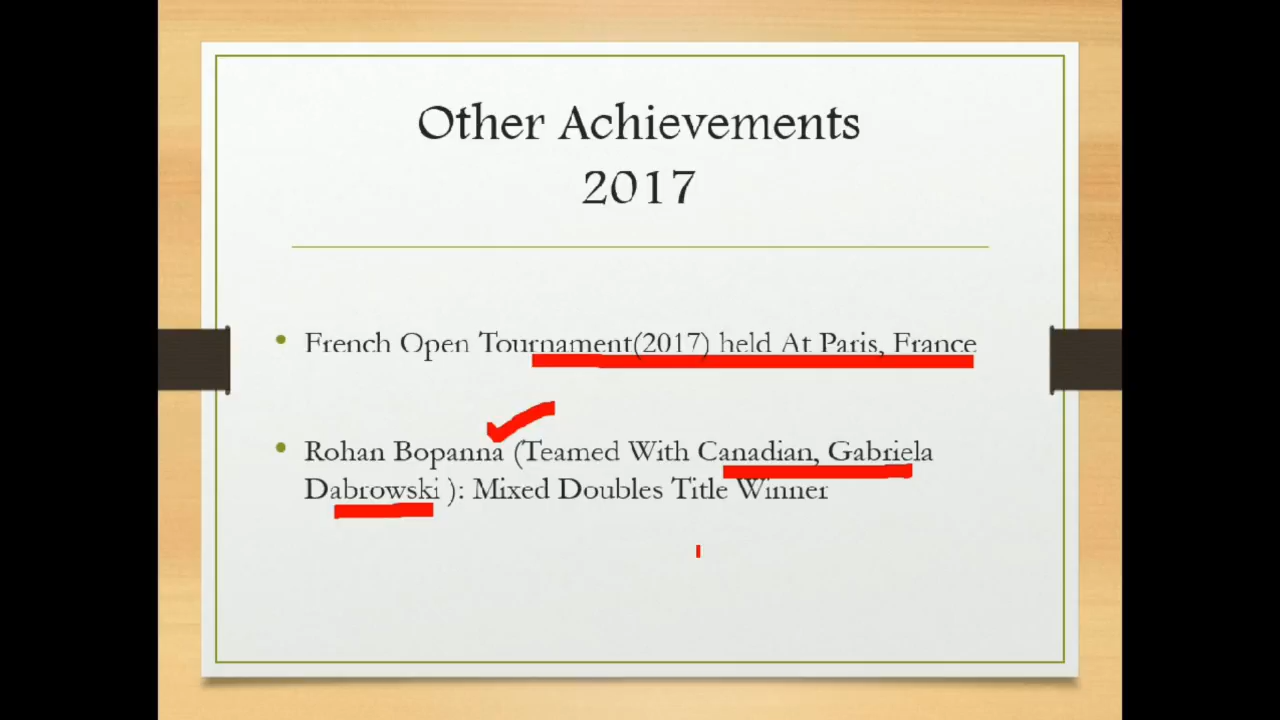 Other Achievements
2017
• French Open Tournament(2017) held At Paris, France
• Rohan Bopanna (Teamed With Canadian, Gabriela
Dabrowski ): Mixed Doubles Title Winner